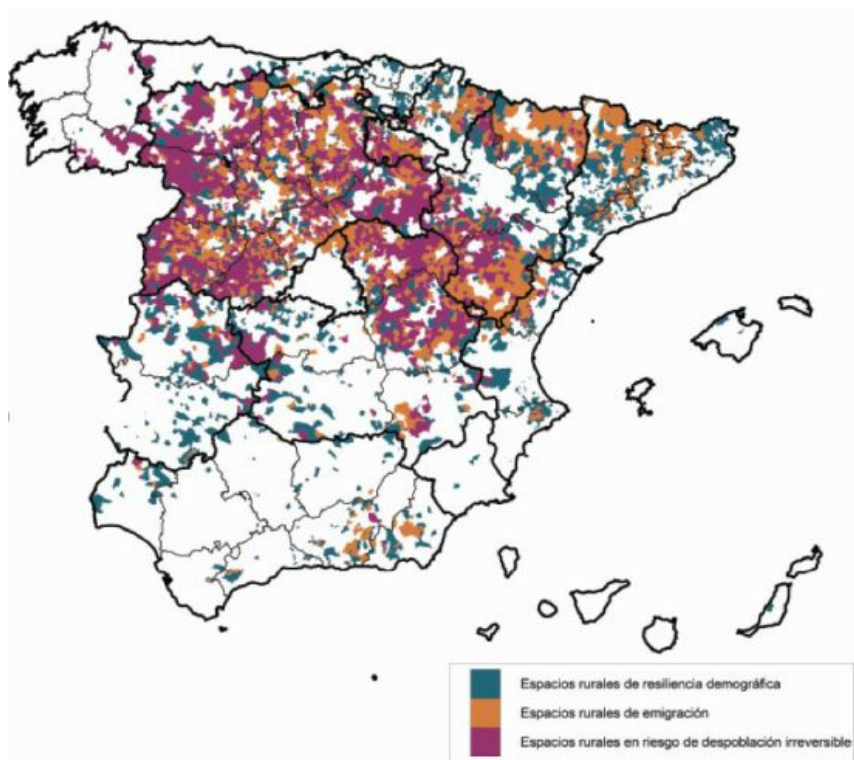 Espacios rurales de resiliencia demográfica
Espacios rurales de emigración
Espacios rurales en riesgo de despoblación irreversible